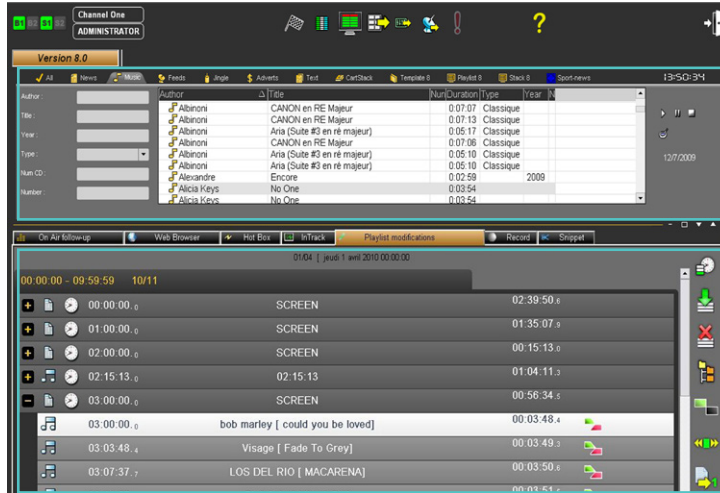 B1 B2 S1 S2
Channel One
ADMINISTRATOR
Version 8.0
All News Music Feeds Jingle Adverts Text CartStack Template 8 Playlist 8 Stack 8 Sport-news 13:50:34
Author :
Title :
Year :
Type :
Num CD :
Number :
Author Title Num Duration Type Year N
Albinoni CANON en RE Majeur 0:07:07 Classique
Albinoni CANON en RE Majeur 0:07:13 Classique
Albinoni Aria (Suite #3 en ré majeur) 0:05:17 Classique
Albinoni CANON en RE Majeur 0:07:06 Classique
Albinoni Aria (Suite #3 en ré majeur) 0:05:10 Classique
Albinoni Aria (Suite #3 en ré majeur) 0:05:10 Classique
Alexandre Encore 0:02:59 2009
Alicia Keys No One 0:03:54
Alicia Keys No One 0:03:54
12/7/2009
On Air follow-up Web Browser Hot Box InTrack Playlist modifications Record Snippet
01/04 | jeudi 1 avril 2010 00:00:00
00:00:00 - 09:59:59 10/11
00:00:00.0 SCREEN 02:39:50.6
01:00:00.0 SCREEN 01:35:07.9
02:00:00.0 SCREEN 00:15:13.0
02:15:13.0 02:15:13 01:04:11.3
03:00:00.0 SCREEN 00:56:34.5
03:00:00.0 bob marley [ could you be loved] 00:03:48.4
03:03:48.4 Visage [ Fade To Grey] 00:03:49.3
03:07:37.7 LOS DEL RIO [ MACARENA] 00:03:50.6
00:03:51